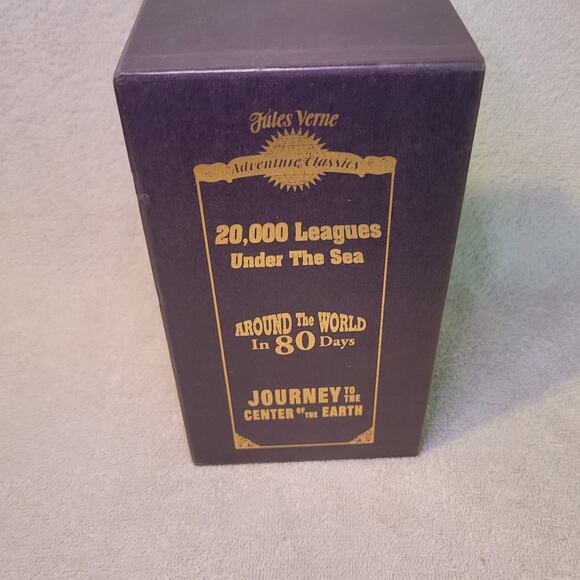 Jules Verne
Adventure Classics
20,000 Leagues
Under The Sea
AROUND The WORLD
In 80 Days
JOURNEY TO THE
CENTER OF THE EARTH